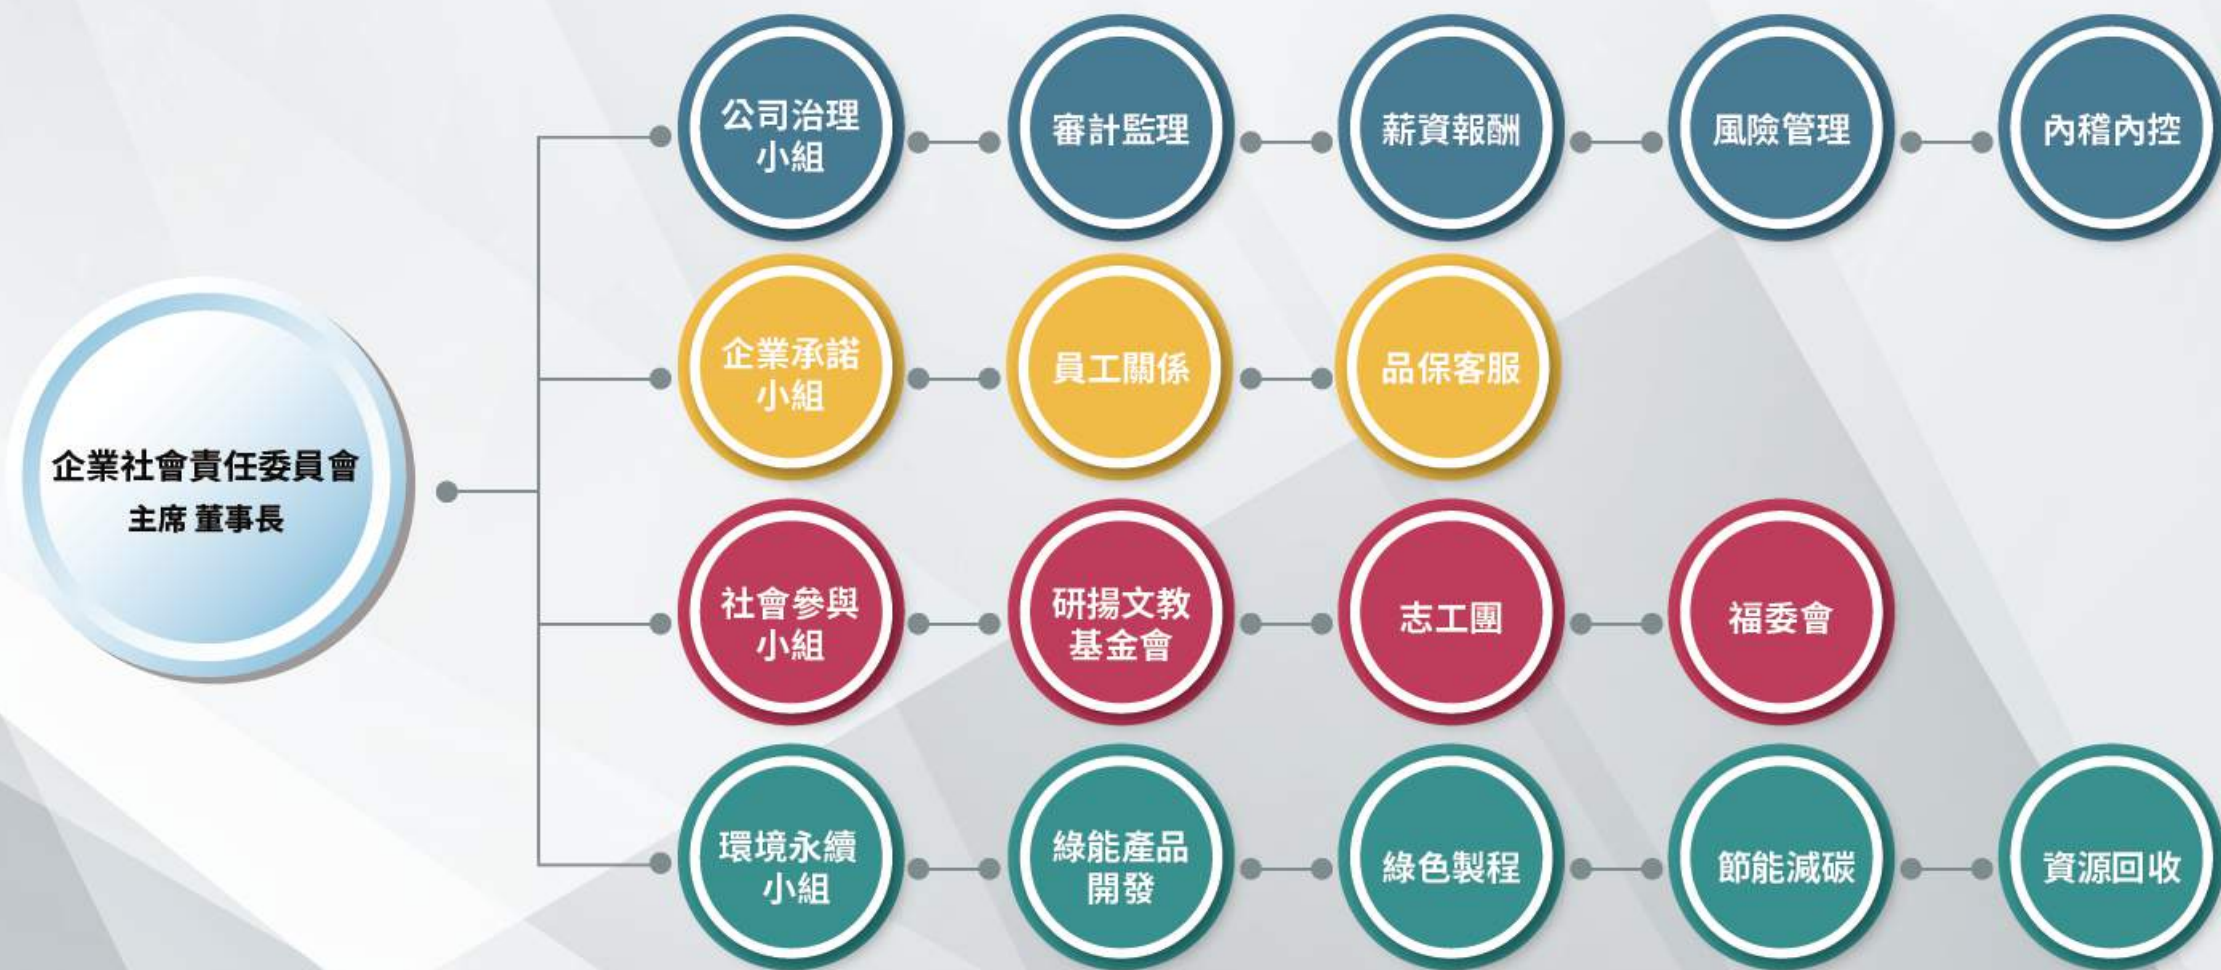 企業社會責任委員會
主席 董事長
公司治理
小組
審計監理
薪資報酬
風險管理
內稽內控
企業承諾
小組
員工關係
品保客服
社會參與
小組
研揚文教
基金會
志工團
福委會
環境永續
小組
綠能產品
開發
綠色製程
節能減碳
資源回收